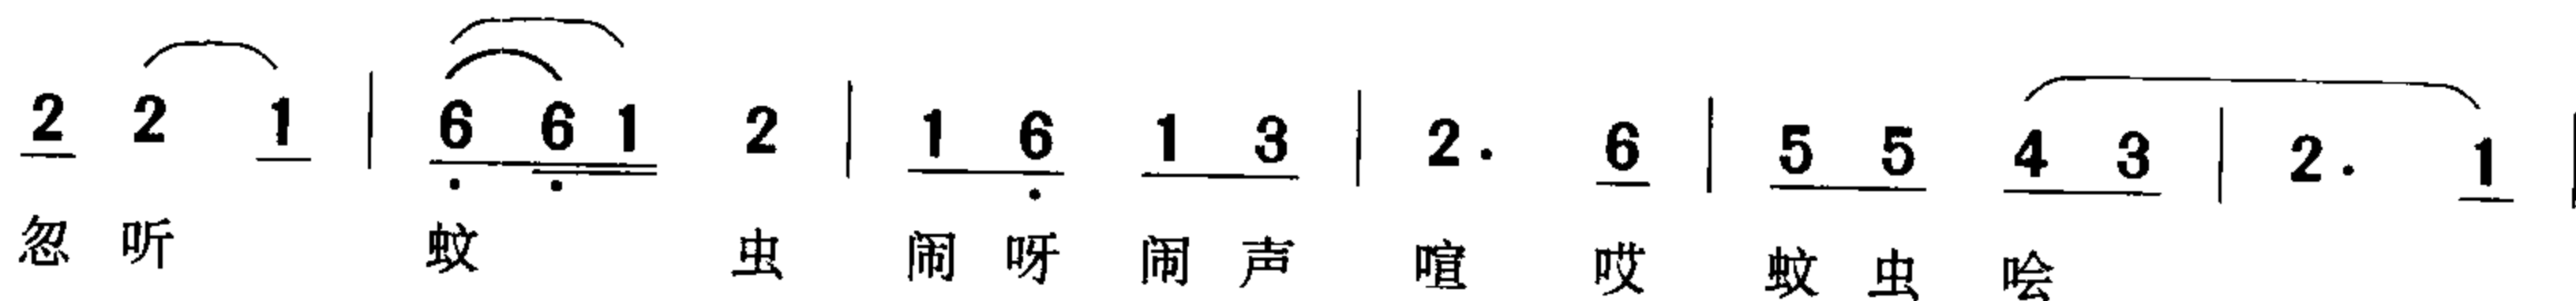 2 2 1 | 6 6 1 2 | 1 6 1 3 | 2. 6 | 5 5 4 3 | 2. 1 |
忽 听 蚊 虫 闹 呀 闹 声 喧 哎 蚊 虫 哙